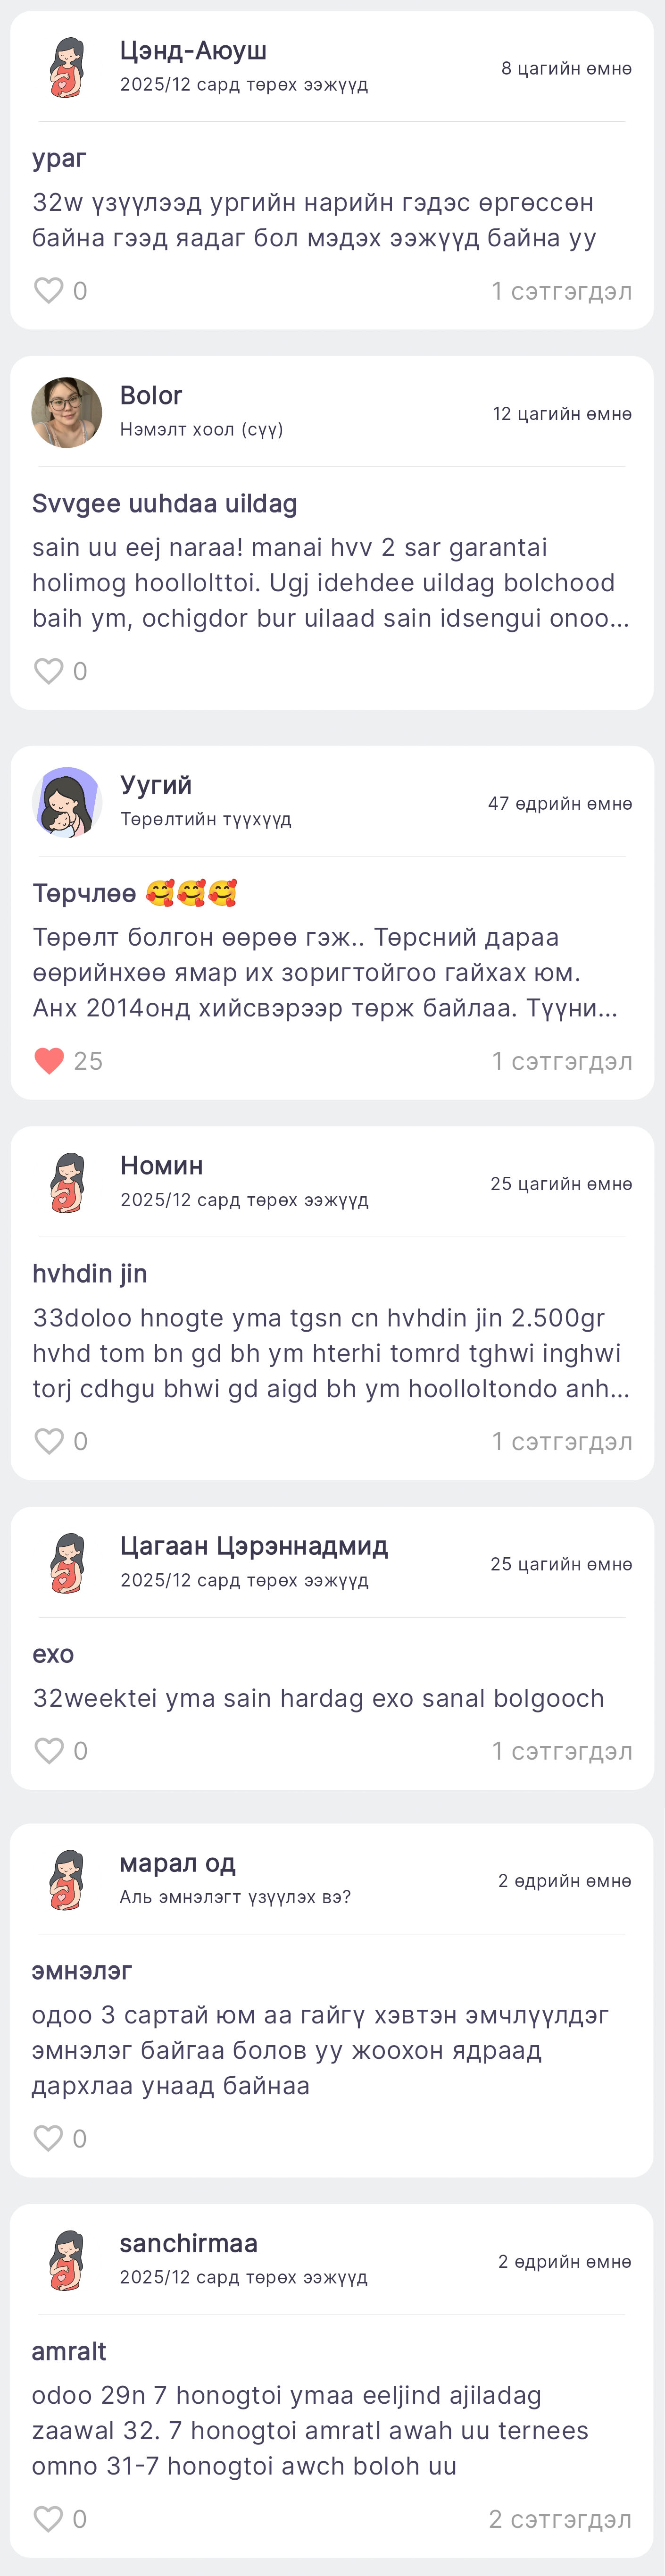 Цэнд-Аюуш
8 цагийн өмнө
2025/12 сард төрөх ээжүүд
ураг
32w үзүүлээд ургийн нарийн гэдэс өргөссөн
байна гээд яадаг бол мэдэх ээжүүд байна уу
0
1 сэтгэгдэл
Bolor
12 цагийн өмнө
Нэмэлт хоол (сүү)
Svvgee uuhdaa uildag
sain uu eej naraa! manai hvv 2 sar garantai
holimog hoollolttoi. Ugj idehdee uildag bolchood
baih ym, ochigdor bur uilaad sain idsengui onoo...
0
Уугий
47 өдрийн өмнө
Төрөлтийн түүхүүд
Төрчлөө 🥰🥰🥰
Төрөлт болгон өөрөө гэж.. Төрсний дараа
өөрийнхөө ямар их зоригтойгоо гайхах юм.
Анх 2014онд хийсвэрээр төрж байлаа. Түүни...
25
1 сэтгэгдэл
Номин
25 цагийн өмнө
2025/12 сард төрөх ээжүүд
hvhdin jin
33doloo hnogte yma tgsn cn hvhdin jin 2.500gr
hvhd tom bn gd bh ym hterhi tomrd tghwi inghwi
torj cdhgu bhwi gd aigd bh ym hoolloltondo anh...
0
1 сэтгэгдэл
Цагаан Цэрэннадмид
25 цагийн өмнө
2025/12 сард төрөх ээжүүд
exo
32weektei yma sain hardag exo sanal bolgooch
0
1 сэтгэгдэл
марал од
2 өдрийн өмнө
Аль эмнэлэгт үзүүлэх вэ?
эмнэлэг
одоо 3 сартай юм аа гайгү хэвтэн эмчлүүлдэг
эмнэлэг байгаа болов уу жоохон ядраад
дархлаа унаад байнаа
0
sanchirmaa
2 өдрийн өмнө
2025/12 сард төрөх ээжүүд
amralt
odoo 29n 7 honogtoi ymaa eeljind ajiladag
zaawal 32. 7 honogtoi amratl awah uu ternees
omno 31-7 honogtoi awch boloh uu
0
2 сэтгэгдэл